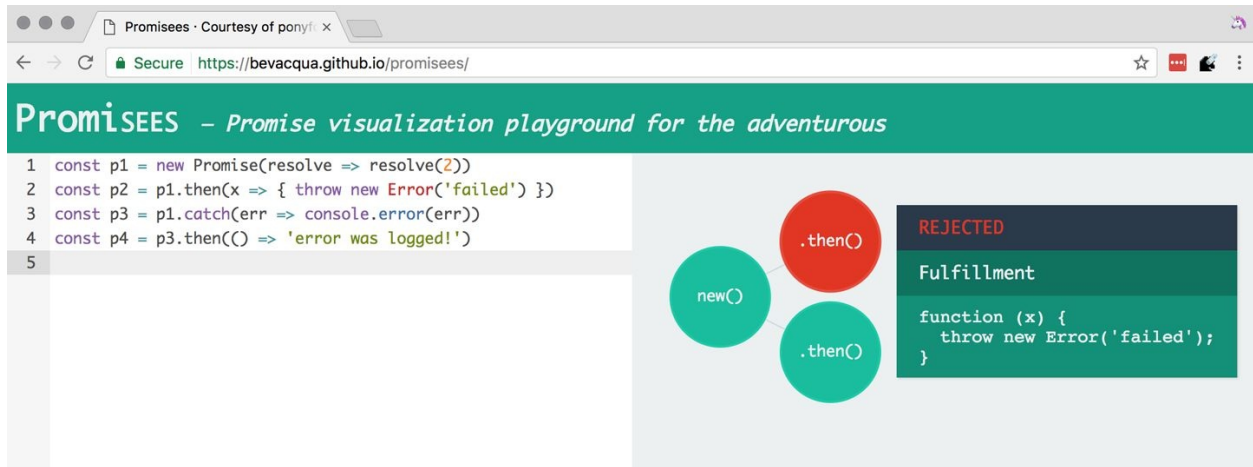 Promisees · Courtesy of ponyf
Secure https://bevacqua.github.io/promisees/
PromiSEES – Promise visualization playground for the adventurous
1 const p1 = new Promise(resolve => resolve(2))
2 const p2 = p1.then(x => { throw new Error('failed') })
3 const p3 = p1.catch(err => console.error(err))
4 const p4 = p3.then(() => 'error was logged!')
5
new()
.then()
.then()
REJECTED
Fulfillment
function (x) {
throw new Error('failed');
}